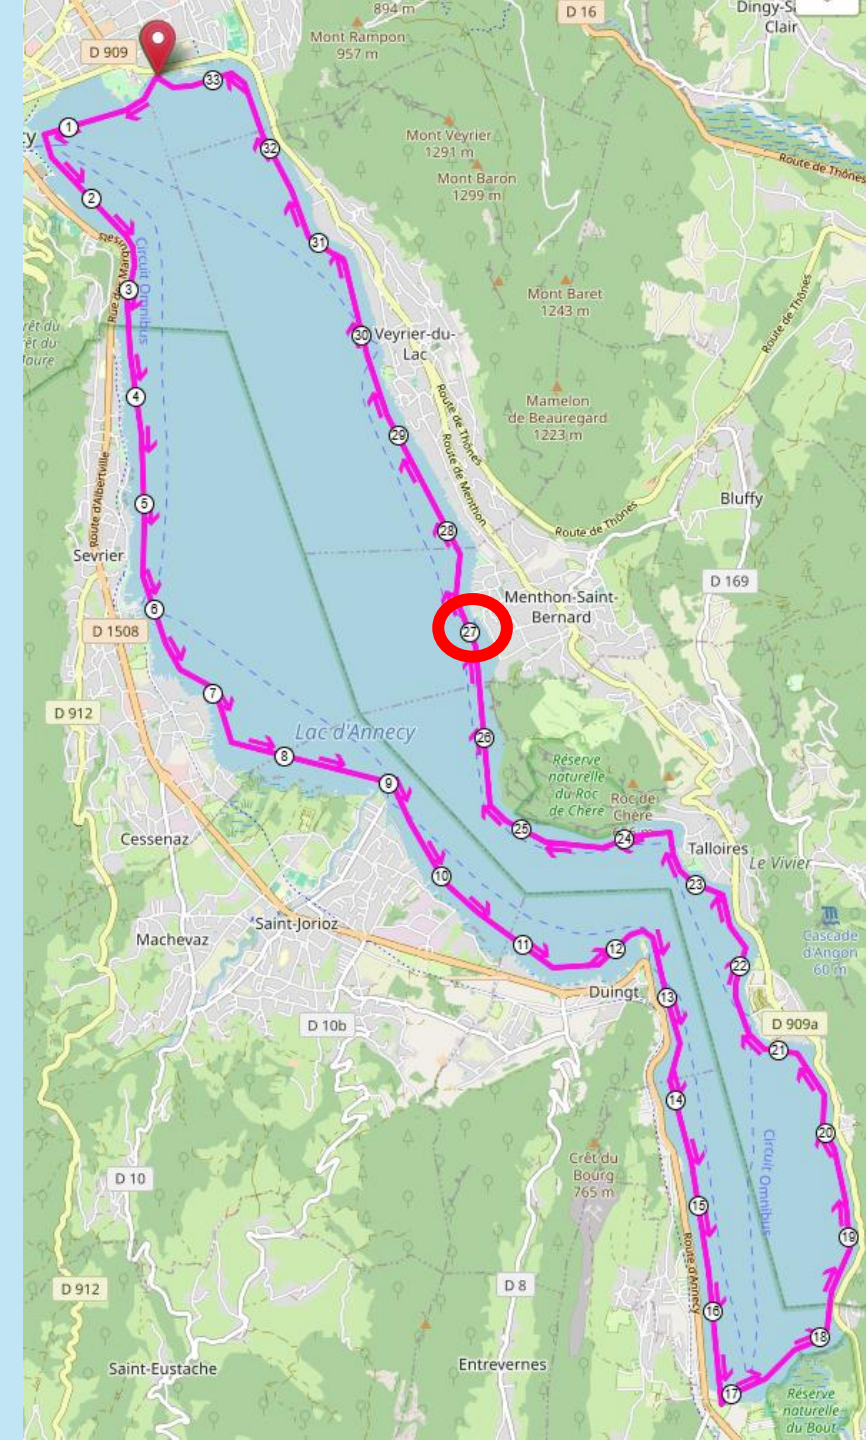 894 m
D 16
Dingy-S
Clair
D 909
Mont Rampon
957 m
33
1
Mont Veyrier
1291 m
32
Route de Thônes
Mont Baron
1299 m
2
31
Circuit Omnibus
Route de Thônes
3
Mont Baret
1243 m
30
Veyrier-du-
Lac
4
Mamelon
de Beauregard
1223 m
Route de Thônes
29
Route de Menthon
Route d'Albertville
5
Bluffy
28
Route de Thônes
Sevrier
D 169
6
Menthon-Saint-
Bernard
D 1508
27
7
D 912
Lac d'Annecy
26
8
Réserve
naturelle
du Roc
de Chère
9
Roc de
Chère
25
24
Cessenaz
Talloires
Le Vivier
10
23
Saint-Jorioz
Machevaz
11
12
Cascade
d'Angon
60 m
22
Duingt
13
D 10b
D 909a
21
14
20
Circuit Omnibus
Crêt du
Bourg
765 m
D 10
15
19
Route d'Annecy
D 912
D 8
16
18
Saint-Eustache
Entrevernes
17
Réserve
naturelle
du Bout